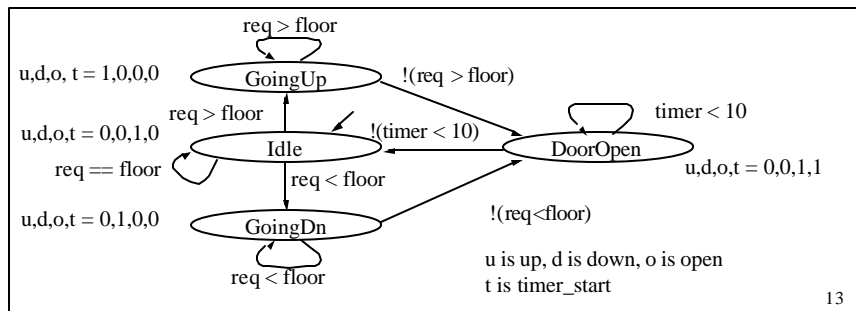 req > floor
u,d,o, t = 1,0,0,0
GoingUp
!(req > floor)
req > floor
timer < 10
u,d,o,t = 0,0,1,0
!(timer < 10)
Idle
DoorOpen
req == floor
u,d,o,t = 0,0,1,1
req < floor
u,d,o,t = 0,1,0,0
GoingDn
!(req<floor)
req < floor
u is up, d is down, o is open
t is timer_start
13